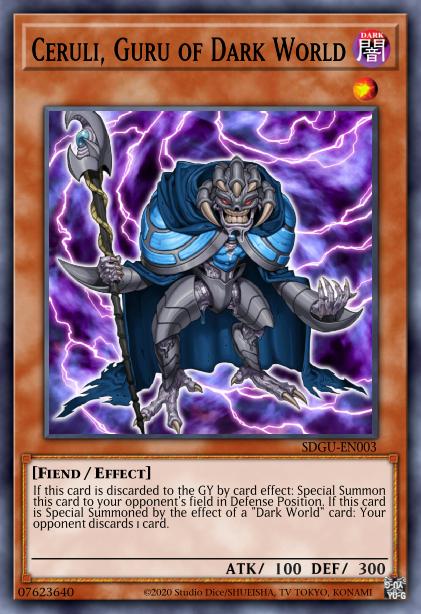 Ceruli, Guru of Dark World
DARK
闇
SDGU-EN003
[Fiend / Effect]
If this card is discarded to the GY by card effect: Special Summon
this card to your opponent's field in Defense Position. If this card
is Special Summoned by the effect of a "Dark World" card: Your
opponent discards 1 card.
ATK/ 100 DEF/ 300
07623640
©2020 Studio Dice/SHUEISHA, TV TOKYO, KONAMI